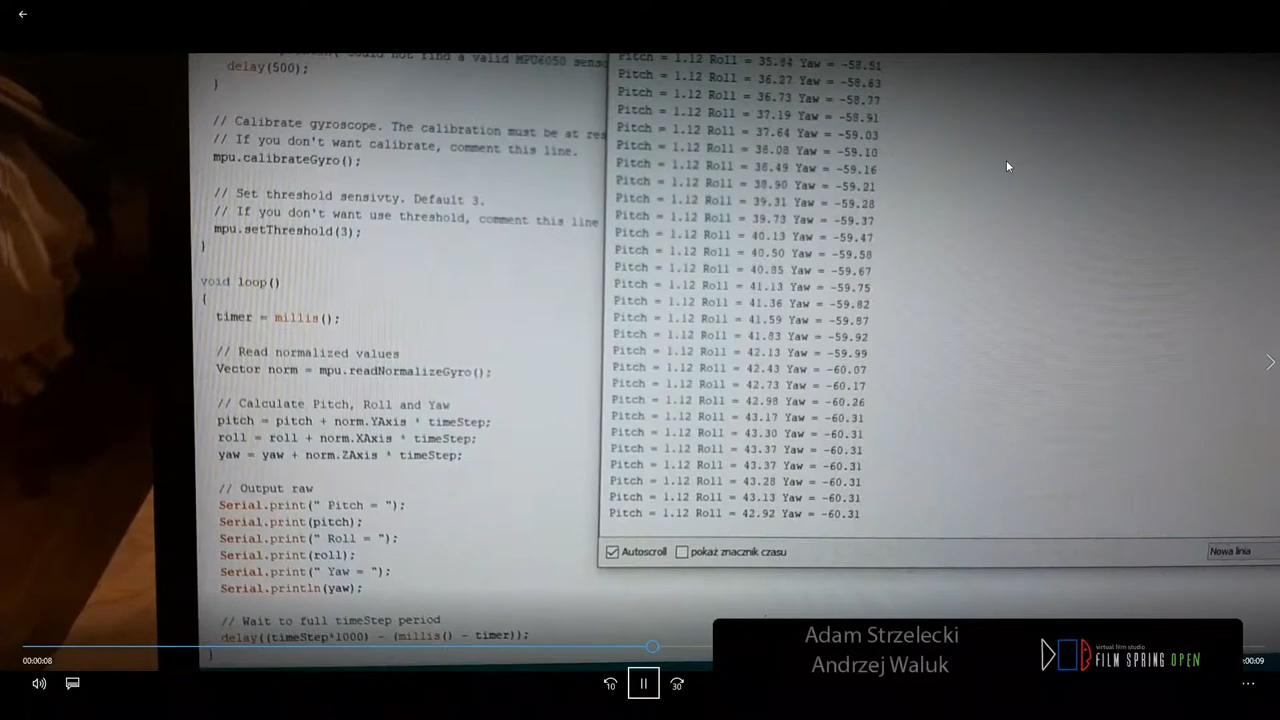 could not find a valid MPU6050 sens
delay(500);
}
// Calibrate gyroscope. The calibration must be at res
// If you don't want calibrate, comment this line.
mpu.calibrateGyro();
// Set threshold sensivty. Default 3.
// If you don't want use threshold, comment this line
mpu.setThreshold(3);
}
void loop()
{
timer = millis();
// Read normalized values
Vector norm = mpu.readNormalizeGyro();
// Calculate Pitch, Roll and Yaw
pitch = pitch + norm.YAxis * timeStep;
roll = roll + norm.XAxis * timeStep;
yaw = yaw + norm.ZAxis * timeStep;
// Output raw
Serial.print(" Pitch = ");
Serial.print(pitch);
Serial.print(" Roll = ");
Serial.print(roll);
Serial.print(" Yaw = ");
Serial.println(yaw);
// Wait to full timeStep period
delay((timeStep*1000) - (millis() - timer));
}
Pitch = 1.12 Roll = 35.84 Yaw = -58.51
Pitch = 1.12 Roll = 36.27 Yaw = -58.63
Pitch = 1.12 Roll = 36.73 Yaw = -58.77
Pitch = 1.12 Roll = 37.19 Yaw = -58.91
Pitch = 1.12 Roll = 37.64 Yaw = -59.03
Pitch = 1.12 Roll = 38.08 Yaw = -59.10
Pitch = 1.12 Roll = 38.49 Yaw = -59.16
Pitch = 1.12 Roll = 38.90 Yaw = -59.21
Pitch = 1.12 Roll = 39.31 Yaw = -59.28
Pitch = 1.12 Roll = 39.73 Yaw = -59.37
Pitch = 1.12 Roll = 40.13 Yaw = -59.47
Pitch = 1.12 Roll = 40.50 Yaw = -59.58
Pitch = 1.12 Roll = 40.85 Yaw = -59.67
Pitch = 1.12 Roll = 41.13 Yaw = -59.75
Pitch = 1.12 Roll = 41.36 Yaw = -59.82
Pitch = 1.12 Roll = 41.59 Yaw = -59.87
Pitch = 1.12 Roll = 41.83 Yaw = -59.92
Pitch = 1.12 Roll = 42.13 Yaw = -59.99
Pitch = 1.12 Roll = 42.43 Yaw = -60.07
Pitch = 1.12 Roll = 42.73 Yaw = -60.17
Pitch = 1.12 Roll = 42.98 Yaw = -60.26
Pitch = 1.12 Roll = 43.17 Yaw = -60.31
Pitch = 1.12 Roll = 43.30 Yaw = -60.31
Pitch = 1.12 Roll = 43.37 Yaw = -60.31
Pitch = 1.12 Roll = 43.37 Yaw = -60.31
Pitch = 1.12 Roll = 43.28 Yaw = -60.31
Pitch = 1.12 Roll = 43.13 Yaw = -60.31
Pitch = 1.12 Roll = 42.92 Yaw = -60.31
Autoscroll pokaż znacznik czasu
Nowa linia
Adam Strzelecki
Andrzej Waluk
virtual film studio
FILM SPRING OPEN
00:00:08
:00:09
10
30